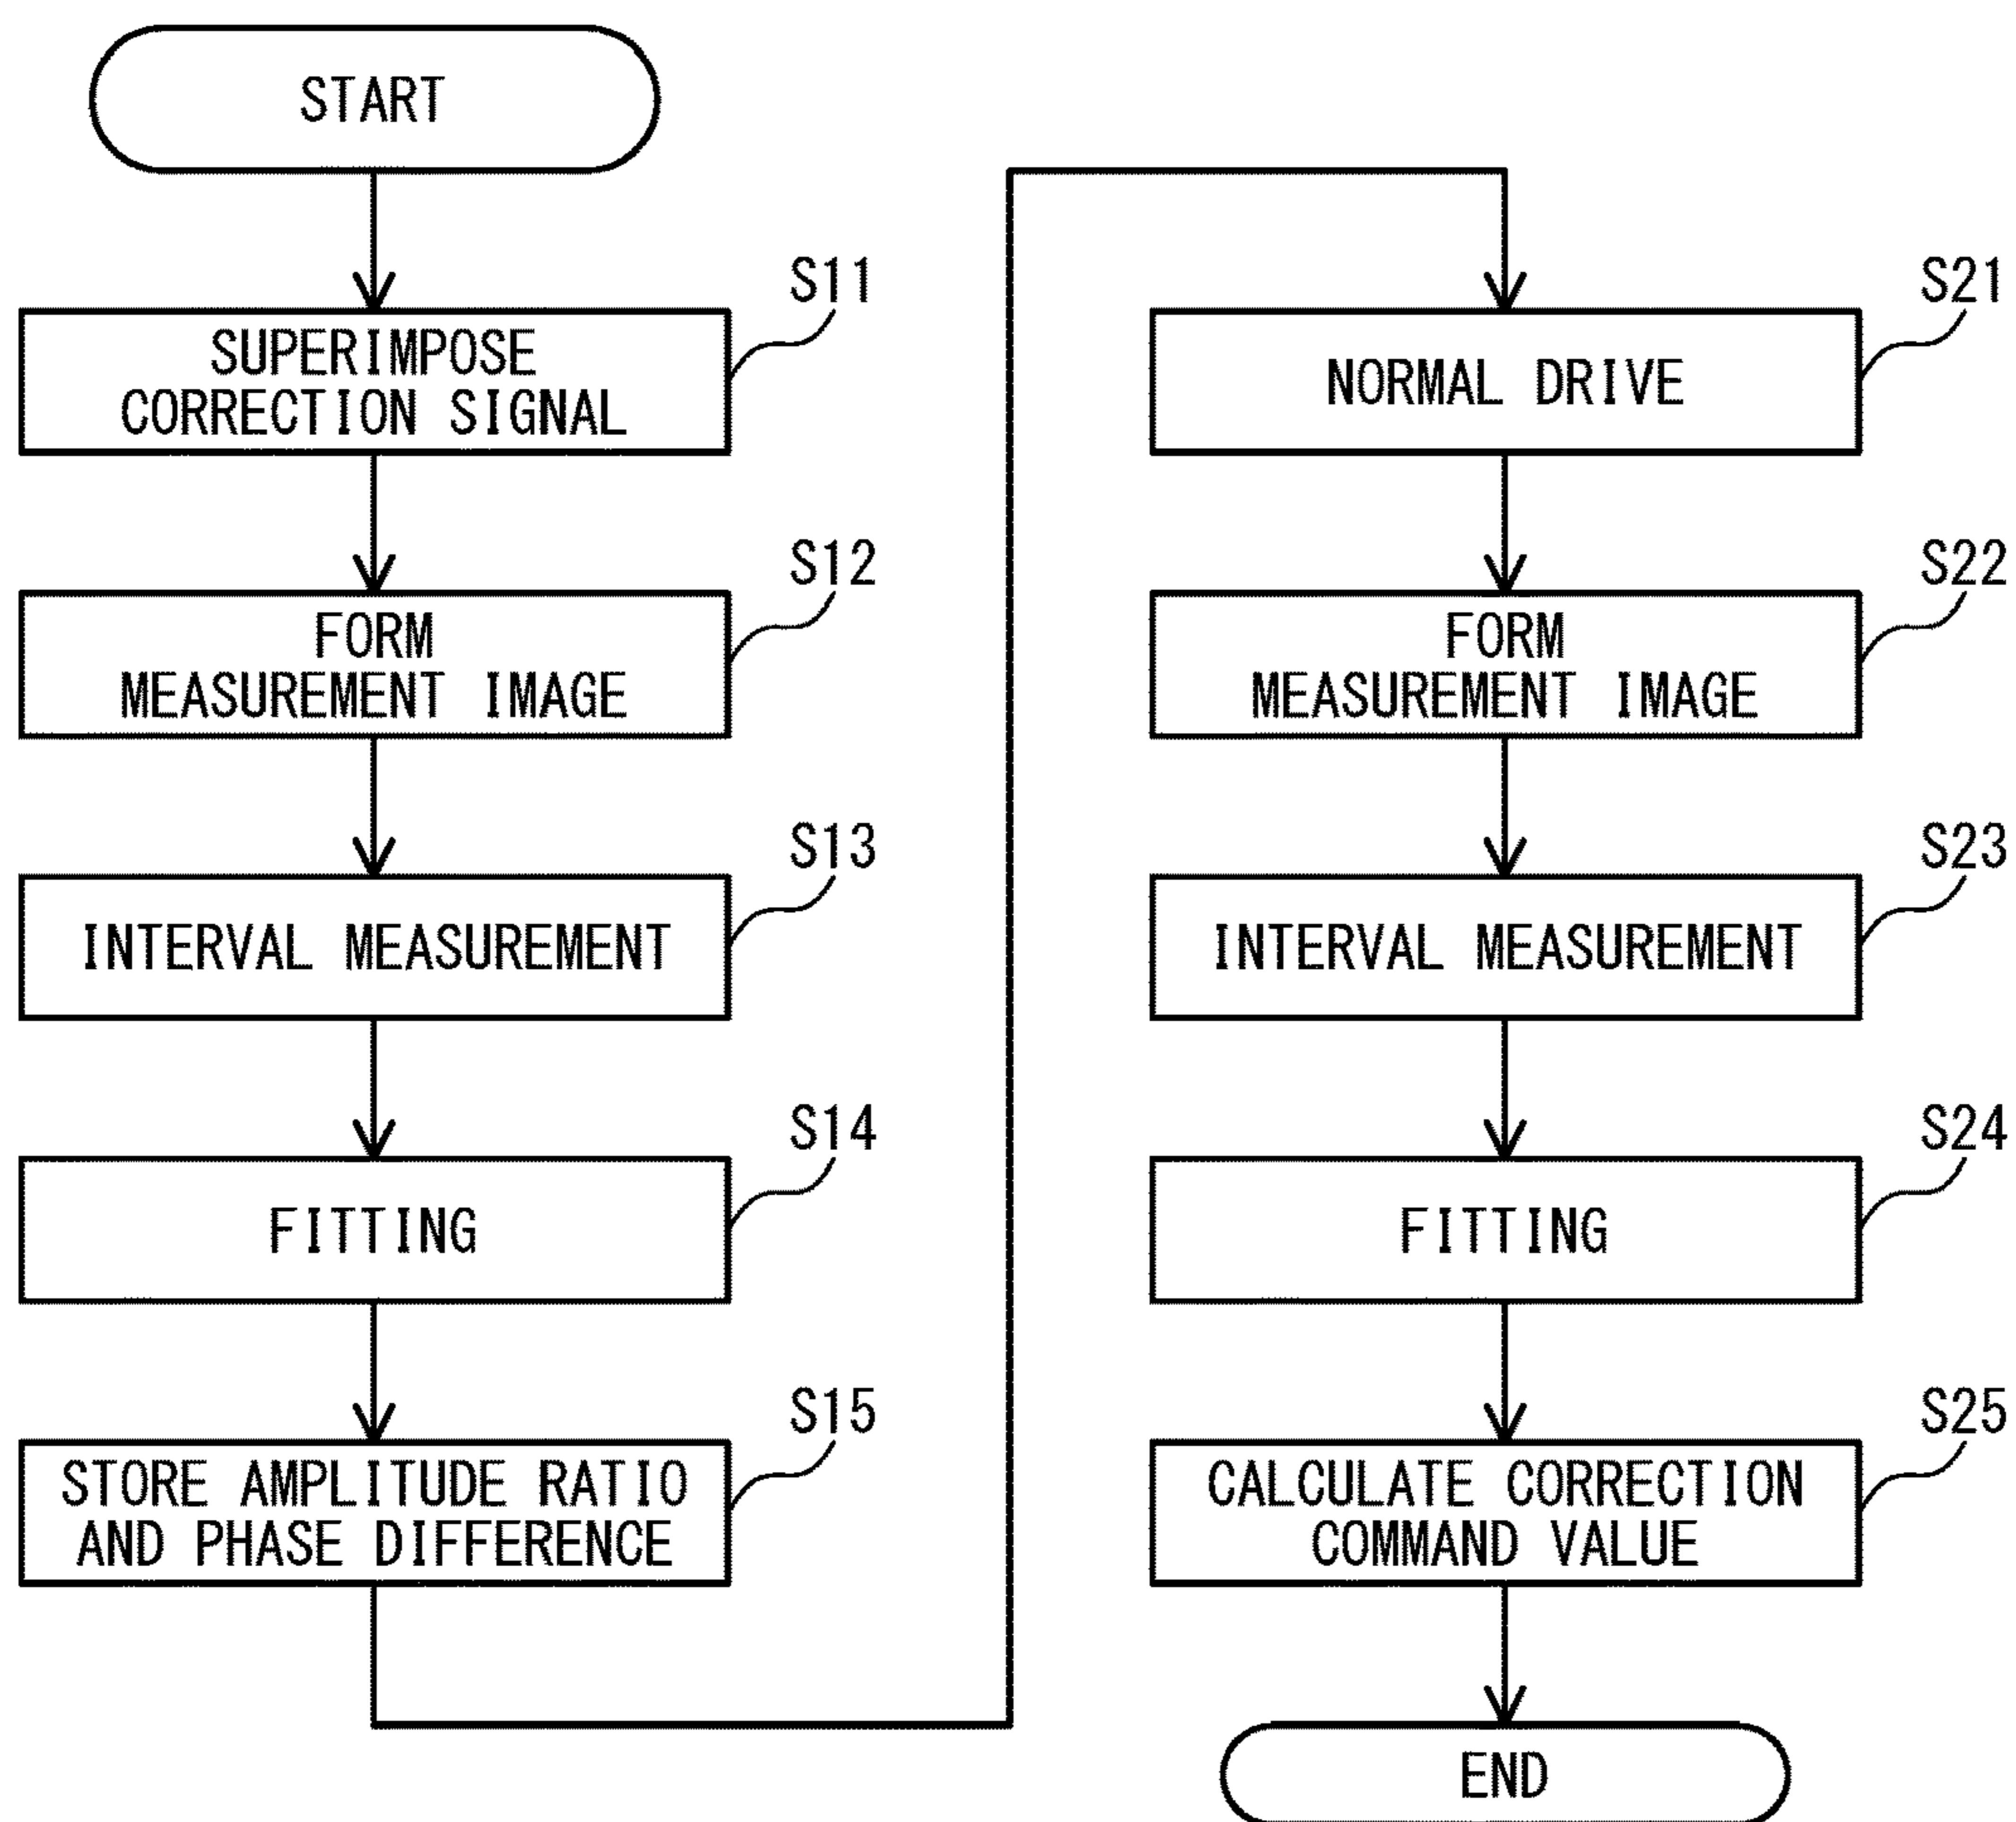 START
S11
SUPERIMPOSE
CORRECTION SIGNAL
S12
FORM
MEASUREMENT IMAGE
S13
INTERVAL MEASUREMENT
S14
FITTING
S15
STORE AMPLITUDE RATIO
AND PHASE DIFFERENCE
S21
NORMAL DRIVE
S22
FORM
MEASUREMENT IMAGE
S23
INTERVAL MEASUREMENT
S24
FITTING
S25
CALCULATE CORRECTION
COMMAND VALUE
END